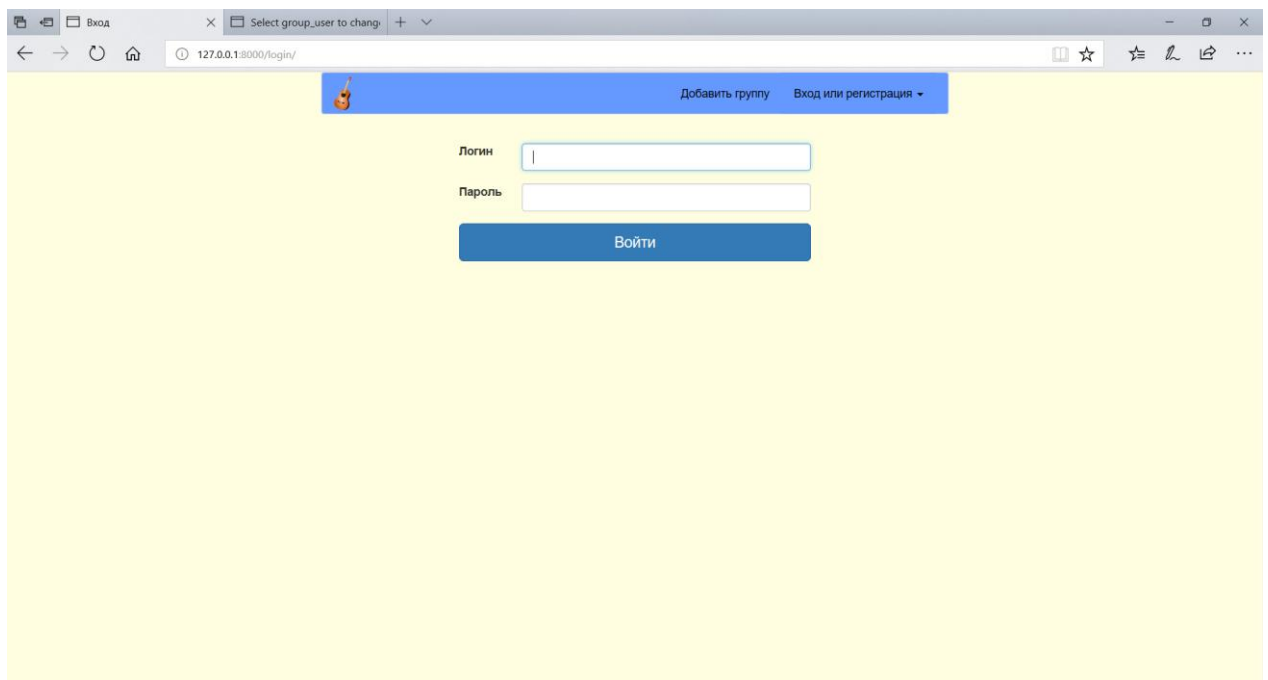 Вход
Select group_user to chang
127.0.0.1:8000/login/
Добавить группу
Вход или регистрация
Логин
Пароль
Войти